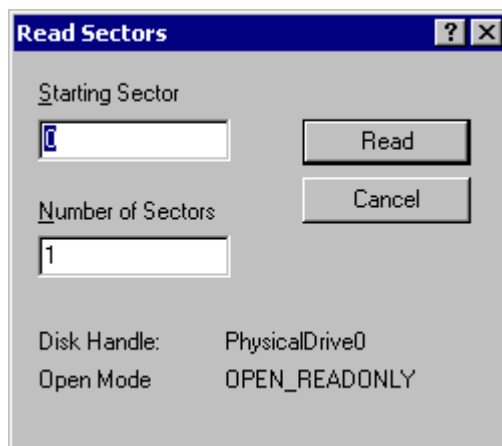 Read Sectors
Starting Sector
0
Read
Cancel
Number of Sectors
1
Disk Handle: PhysicalDrive0
Open Mode OPEN_READONLY